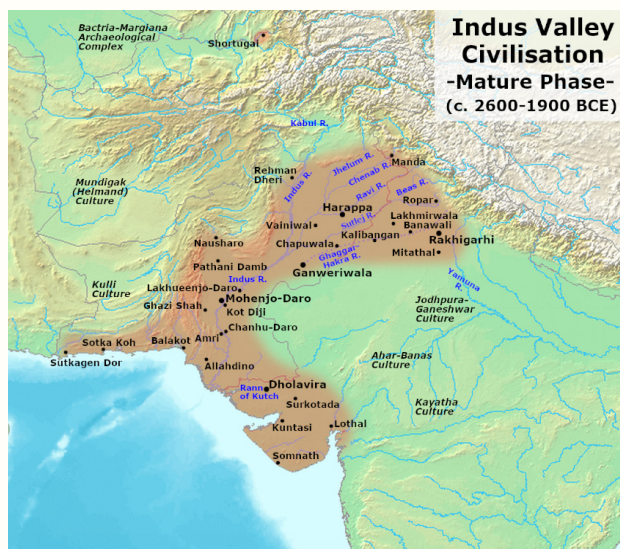 Indus Valley
Civilisation
-Mature Phase-
(c. 2600-1900 BCE)
Bactria-Margiana
Archaeological
Complex
Shortugai
Kabul R.
Manda
Jhelum R.
Chenab R.
Rehman
Dheri
Indus R.
Ravi R.
Beas R.
Mundigak
(Helmand)
Culture
Ropar
Harappa
Lakhmirwala
Sutlej R.
Vainiwal
Banawali
Kalibangan
Rakhigarhi
Nausharo
Chapuwala
Mitathal
Ghaggar-
Hakra R.
Pathani Damb
Ganweriwala
Indus R.
Yamuna
R.
Kulli
Culture
Lakhueenjo-Daro
Mohenjo-Daro
Ghazi Shah
Kot Diji
Jodhpura-
Ganeshwar
Culture
Chanhu-Daro
Amri
Sotka Koh
Balakot
Sutkagen Dor
Allahdino
Ahar-Banas
Culture
Dholavira
Rann
of Kutch
Surkotada
Kayatha
Culture
Kuntasi
Lothal
Somnath